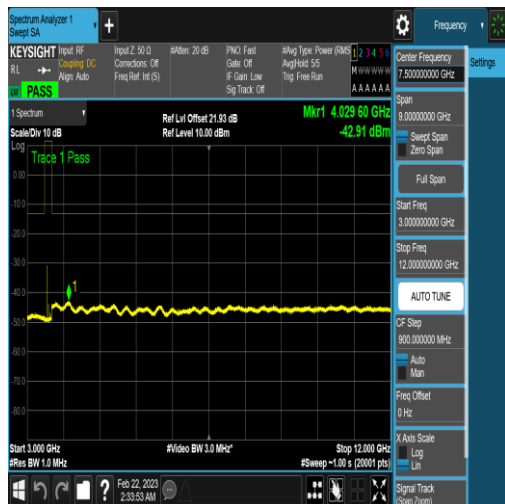 Spectrum Analyzer 1
Swept SA
Frequency
KEYSIGHT
Input: RF
Input Z: 50 Ω
#Atten: 20 dB
PNO: Fast
#Avg Type: Power (RMS
1 2 3 4 5 6
RL
Coupling: DC
Corrections: Off
Gate: Off
Avg|Hold: 5/5
M W W W W W
Align: Auto
Freq Ref: Int (S)
IF Gain: Low
Trig: Free Run
Sig Track: Off
A A A A A A
PASS
1 Spectrum
Ref Lvl Offset 21.93 dB
Mkr1 4.029 60 GHz
Scale/Div 10 dB
Ref Level 10.00 dBm
-42.91 dBm
Log
Trace 1 Pass
0.00
-10.0
-20.0
-30.0
-40.0
-50.0
-60.0
-70.0
-80.0
1
Start 3.000 GHz
#Video BW 3.0 MHz*
Stop 12.000 GHz
#Res BW 1.0 MHz
#Sweep ~1.00 s (20001 pts)
?
Feb 22, 2023
2:33:53 AM
Center Frequency
7.500000000 GHz
Settings
Span
9.00000000 GHz
Swept Span
Zero Span
Full Span
Start Freq
3.000000000 GHz
Stop Freq
12.000000000 GHz
AUTO TUNE
CF Step
900.000000 MHz
Auto
Man
Freq Offset
0 Hz
X Axis Scale
Log
Lin
Signal Track
(Span Zoom)